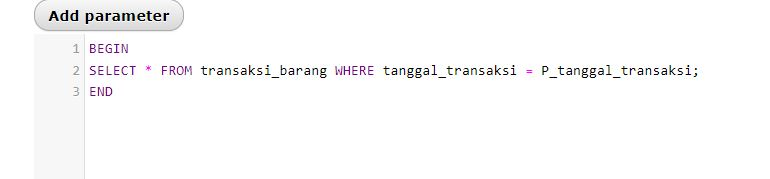 Add parameter
1 BEGIN
2 SELECT * FROM transaksi_barang WHERE tanggal_transaksi = P_tanggal_transaksi;
3 END